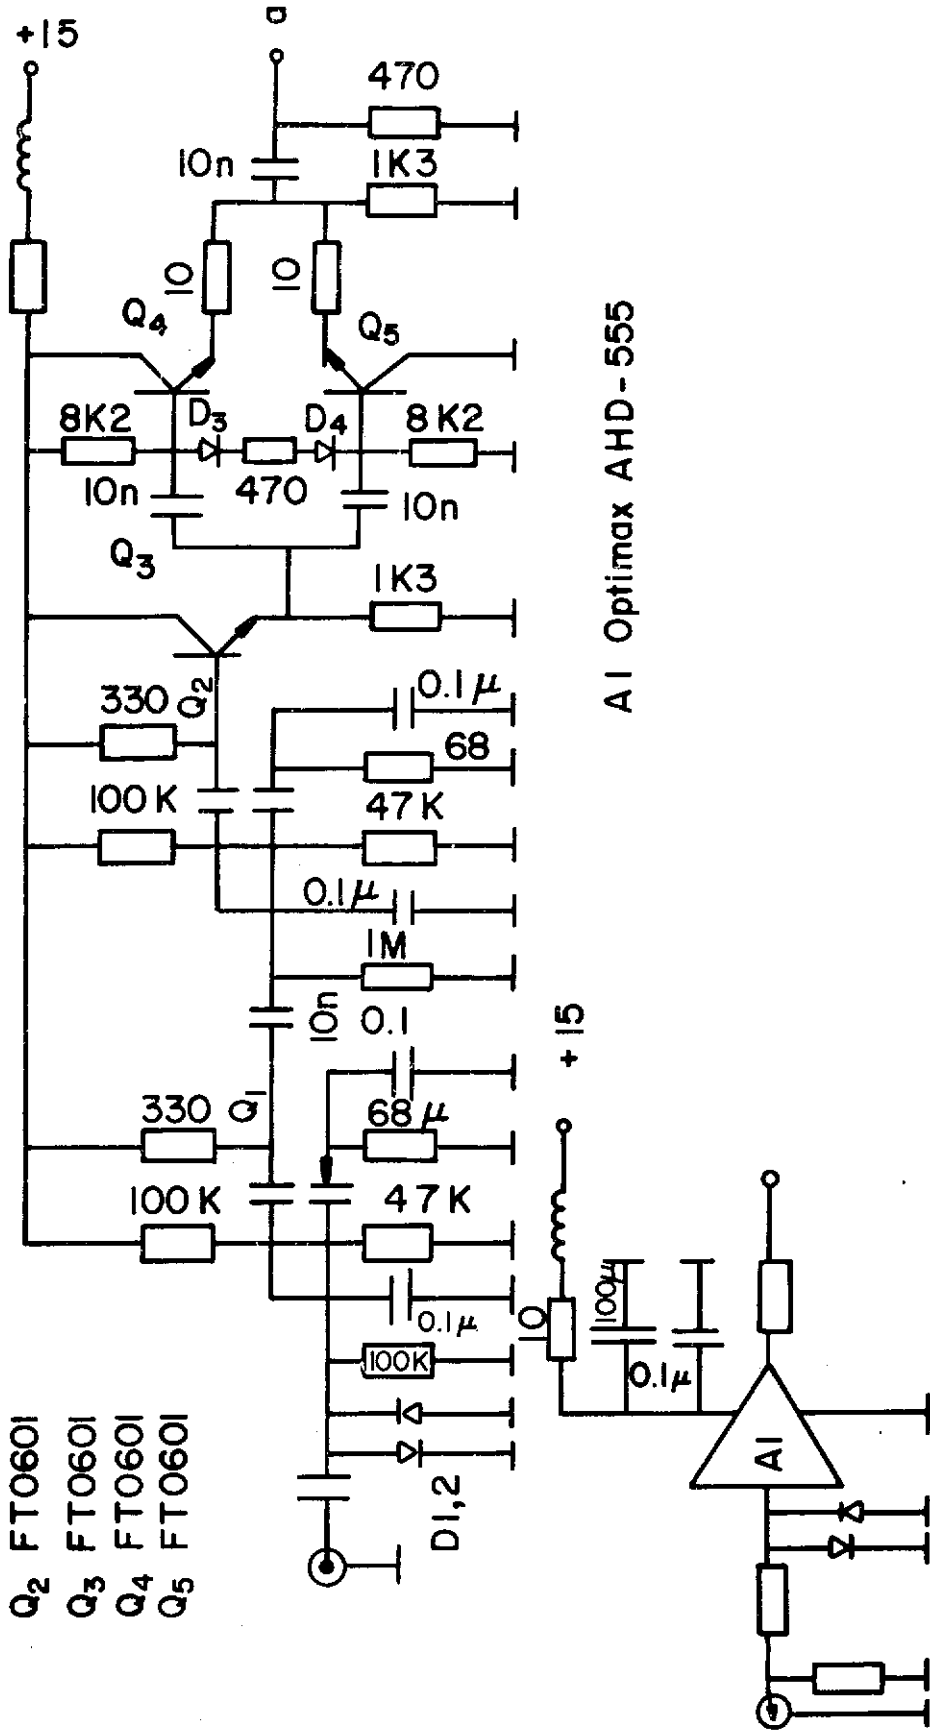 Q2 FT0601
Q3 FT0601
Q4 FT0601
Q5 FT0601
D1,2
100K
0.1µ
100K
47K
330
Q1
68
0.1
µ
10n
1M
0.1µ
100K
47K
330
Q2
68
0.1µ
Q3
1K3
10n
10n
8K2
D3
470
D4
8K2
Q4
Q5
10
10
10n
1K3
470
+15
a
A1
10
100µ
0.1µ
+15
A1 Optimax AHD-555